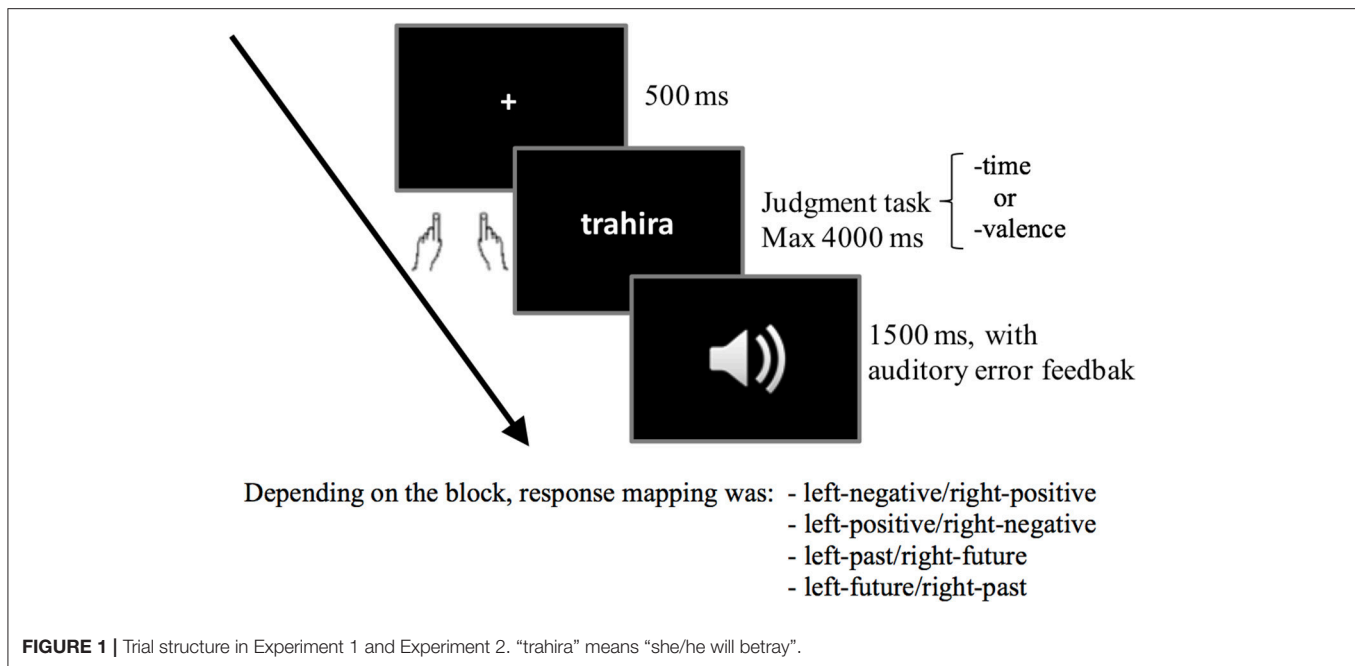 +
500 ms
trahira
Judgment task
Max 4000 ms
-time
or
-valence
1500 ms, with
auditory error feedbak
Depending on the block, response mapping was:
- left-negative/right-positive
- left-positive/right-negative
- left-past/right-future
- left-future/right-past
FIGURE 1 | Trial structure in Experiment 1 and Experiment 2. “trahira” means “she/he will betray”.